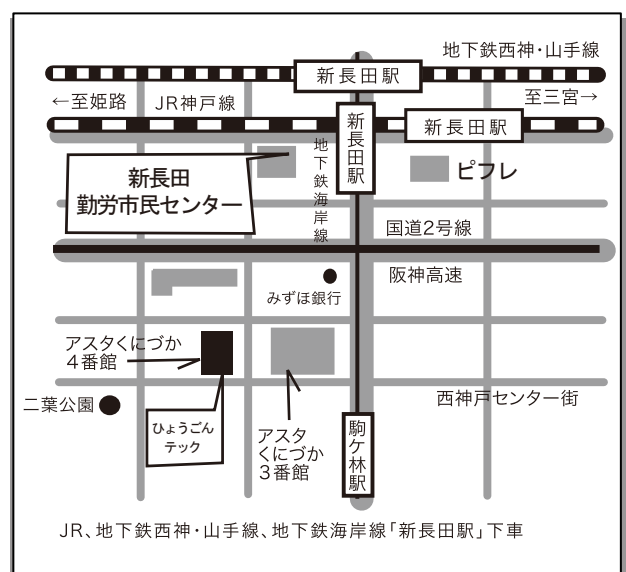 地下鉄西神・山手線
新長田駅
←至姫路
JR神戸線
至三宮→
新長田駅
新長田駅
地下鉄海岸線
ピフレ
新長田
勤労市民センター
国道2号線
阪神高速
みずほ銀行
アスタくにづか
4番館
西神戸センター街
二葉公園
ひょうごん
テック
アスタ
くにづか
3番館
駒ケ林駅
JR、地下鉄西神・山手線、地下鉄海岸線「新長田駅」下車